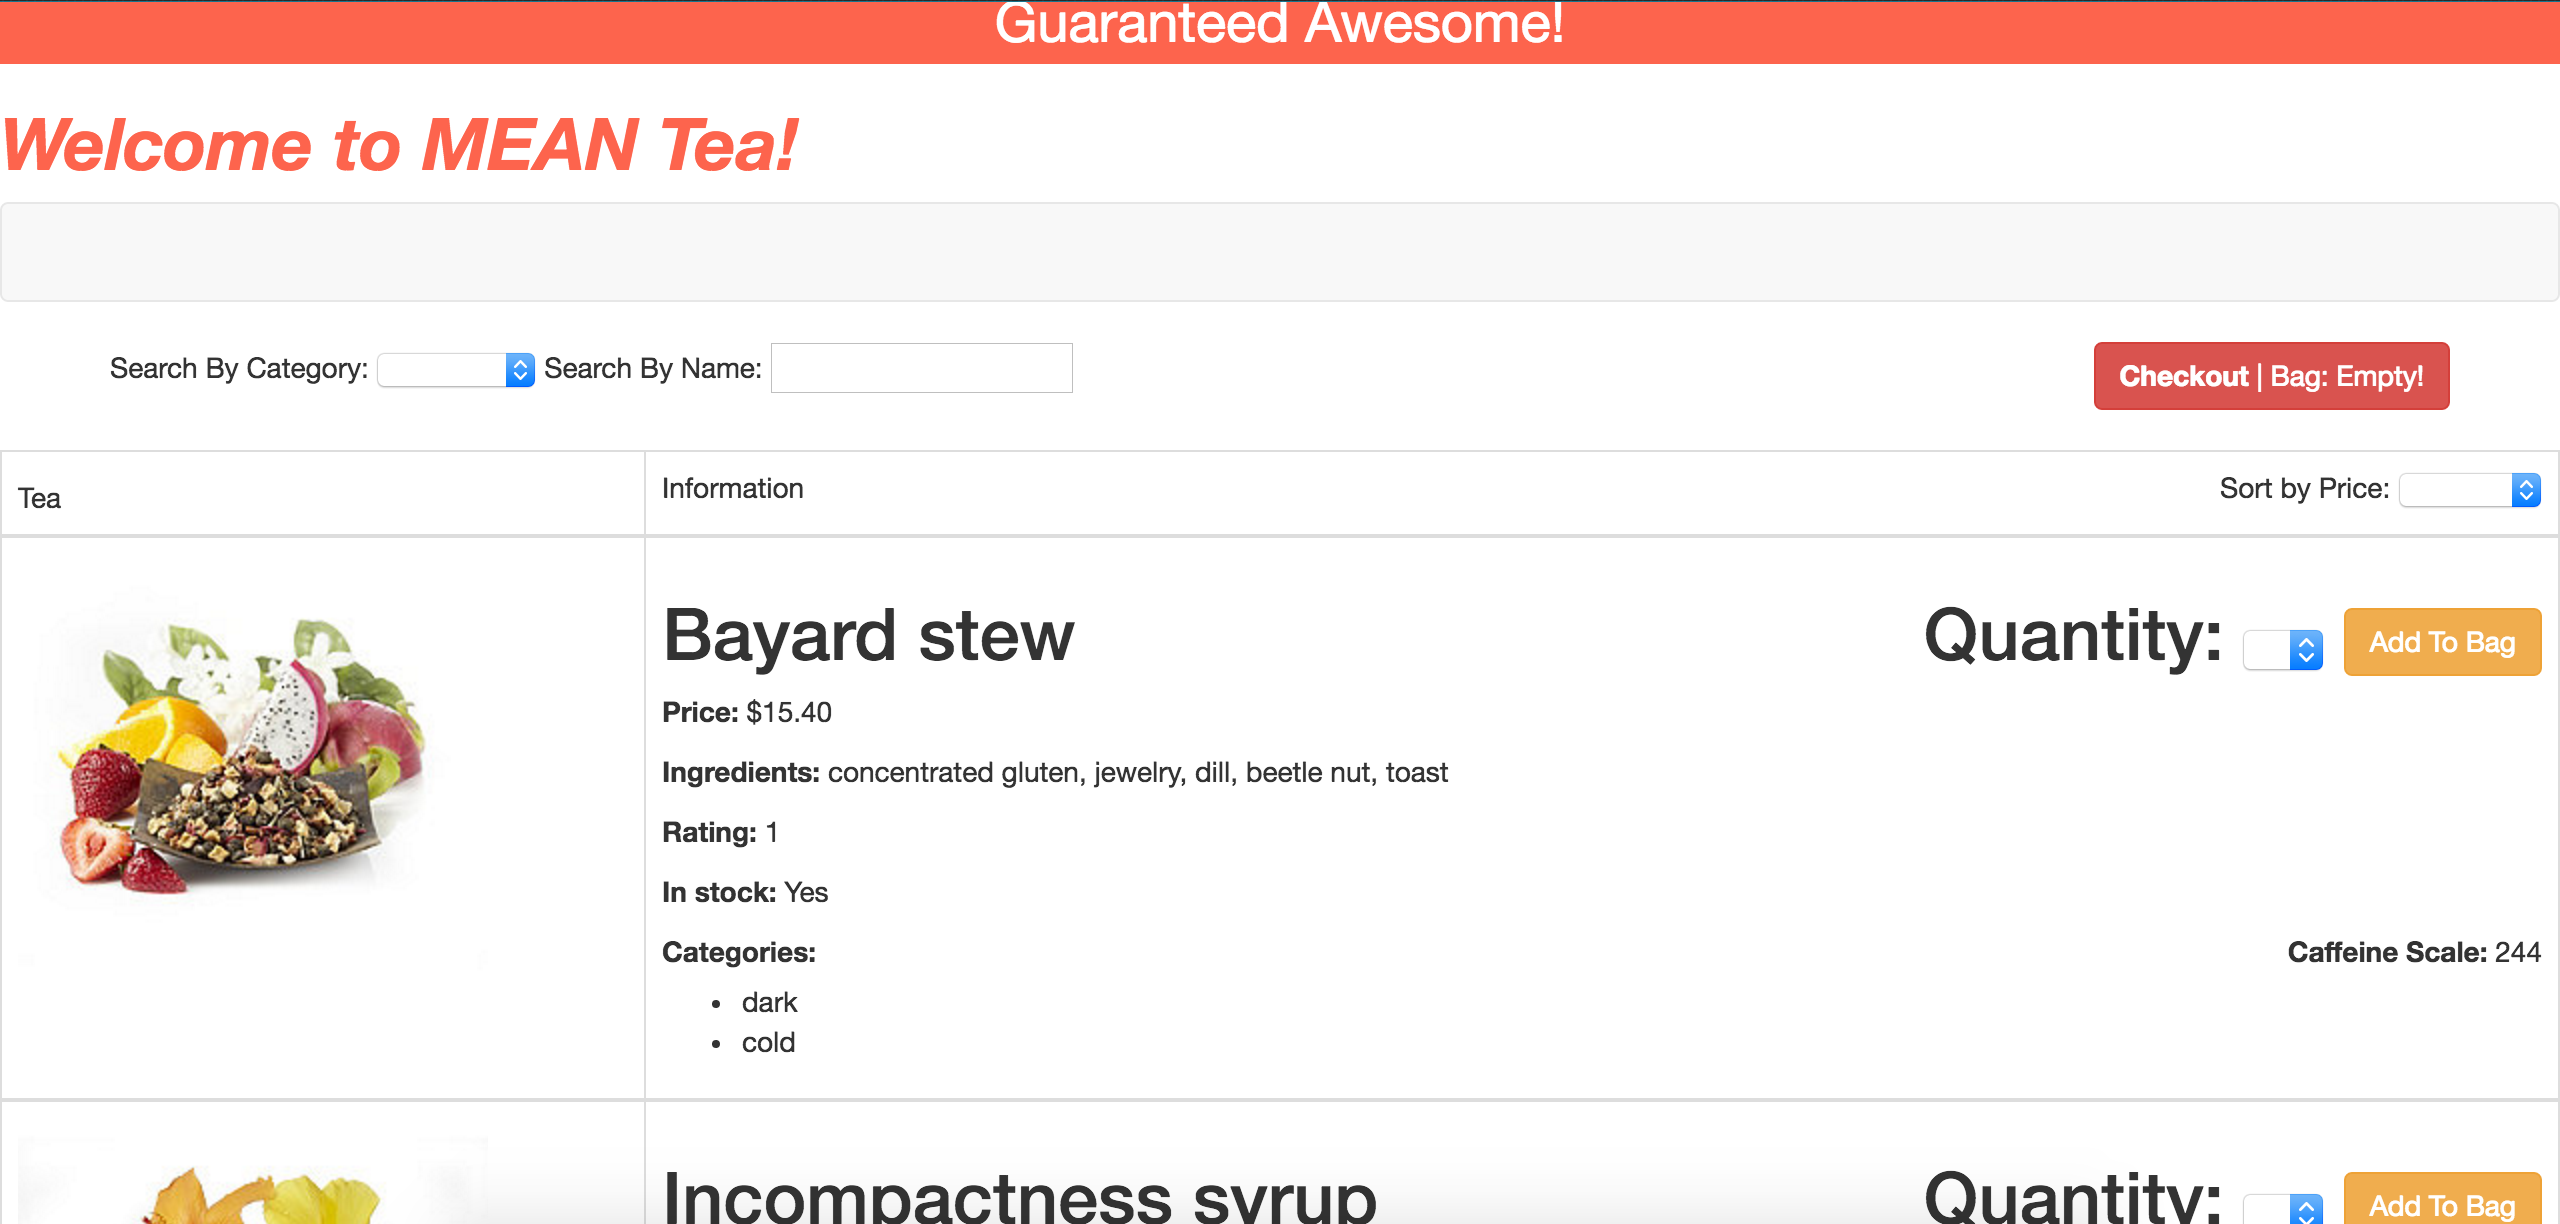 Guaranteed Awesome!
Welcome to MEAN Tea!
Search By Category: Search By Name: Checkout | Bag: Empty!
Tea Information Sort by Price:
Bayard stew Quantity: Add To Bag
Price: $15.40
Ingredients: concentrated gluten, jewelry, dill, beetle nut, toast
Rating: 1
In stock: Yes
Categories: Caffeine Scale: 244
• dark
• cold
Incompactness syrup Quantity: Add To Bag